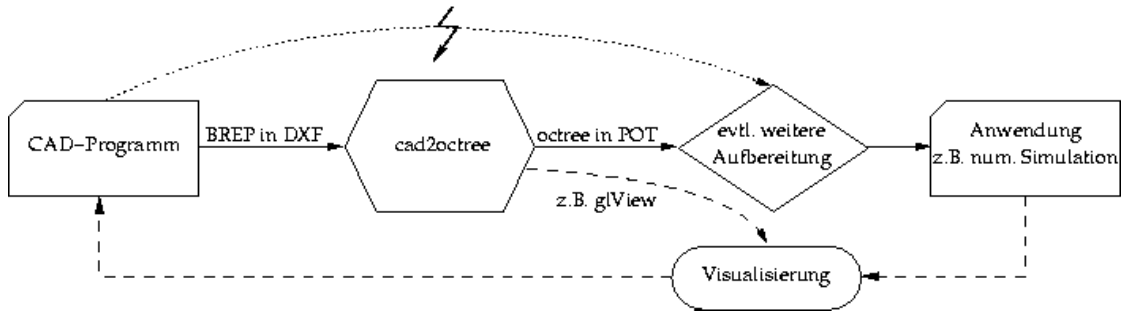 CAD-Programm
BREP in DXF
cad2octree
octree in POT
evtl. weitere
Aufbereitung
Anwendung
z.B. num. Simulation
z.B. glView
Visualisierung